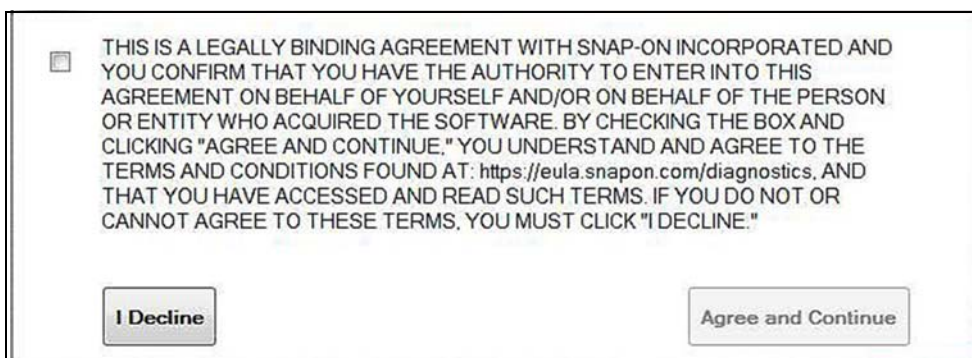 THIS IS A LEGALLY BINDING AGREEMENT WITH SNAP-ON INCORPORATED AND
YOU CONFIRM THAT YOU HAVE THE AUTHORITY TO ENTER INTO THIS
AGREEMENT ON BEHALF OF YOURSELF AND/OR ON BEHALF OF THE PERSON
OR ENTITY WHO ACQUIRED THE SOFTWARE. BY CHECKING THE BOX AND
CLICKING "AGREE AND CONTINUE," YOU UNDERSTAND AND AGREE TO THE
TERMS AND CONDITIONS FOUND AT: https://eula.snapon.com/diagnostics, AND
THAT YOU HAVE ACCESSED AND READ SUCH TERMS. IF YOU DO NOT OR
CANNOT AGREE TO THESE TERMS, YOU MUST CLICK "I DECLINE."
I Decline
Agree and Continue